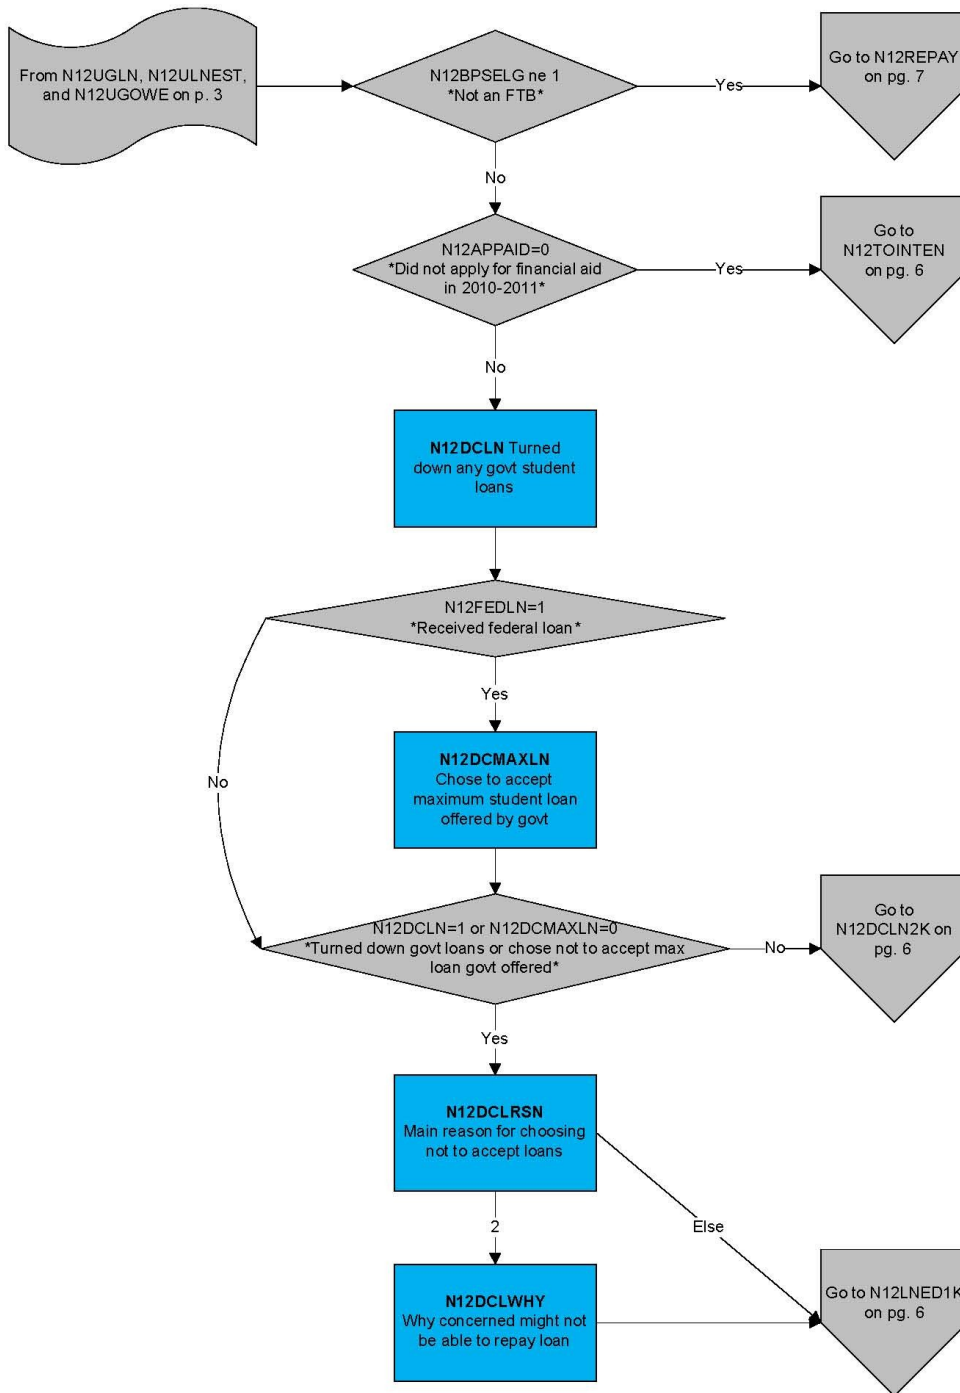 From N12UGLN, N12ULNEST,
and N12UGOWE on p. 3
N12BPSELG ne 1
*Not an FTB*
Yes
Go to N12REPAY
on pg. 7
No
N12APPAID=0
*Did not apply for financial aid
in 2010-2011*
Yes
Go to
N12TOINTEN
on pg. 6
No
N12DCLN Turned
down any govt student
loans
N12FEDLN=1
*Received federal loan*
Yes
No
N12DCMAXLN
Chose to accept
maximum student loan
offered by govt
N12DCLN=1 or N12DCMAXLN=0
*Turned down govt loans or chose not to accept max
loan govt offered*
No
Go to
N12DCLN2K on
pg. 6
Yes
N12DCLRSN
Main reason for choosing
not to accept loans
2
Else
N12DCLWHY
Why concerned might not
be able to repay loan
Go to N12LNED1K
on pg. 6